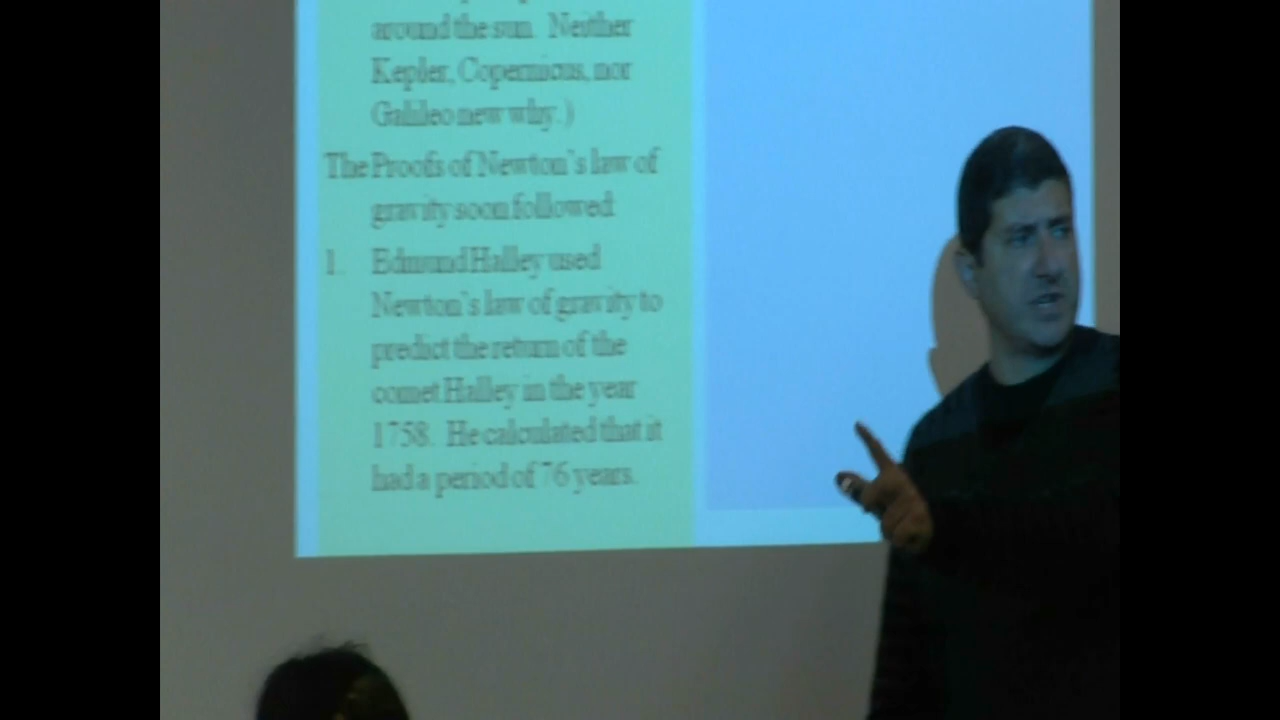 around the sun. Neither
Kepler, Copernicus, nor
Galileo new why.)
The Proofs of Newton's law of
gravity soon followed:
1. Edmund Halley used
Newton's law of gravity to
predict the return of the
comet Halley in the year
1758. He calculated that it
had a period of 76 years.